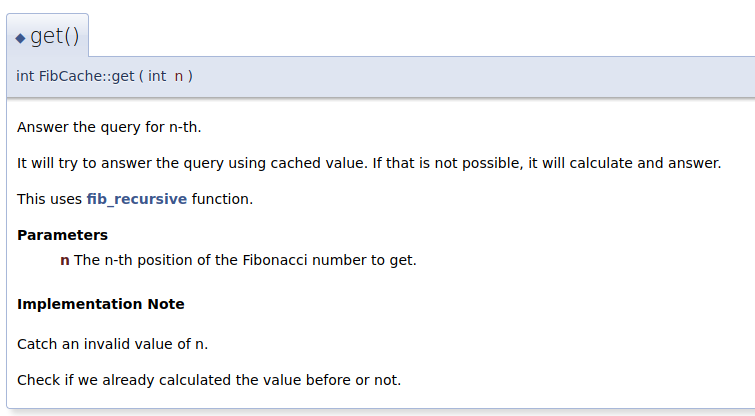 ◆ get()
int FibCache::get ( int n )
Answer the query for n-th.
It will try to answer the query using cached value. If that is not possible, it will calculate and answer.
This uses fib_recursive function.
Parameters
n The n-th position of the Fibonacci number to get.
Implementation Note
Catch an invalid value of n.
Check if we already calculated the value before or not.